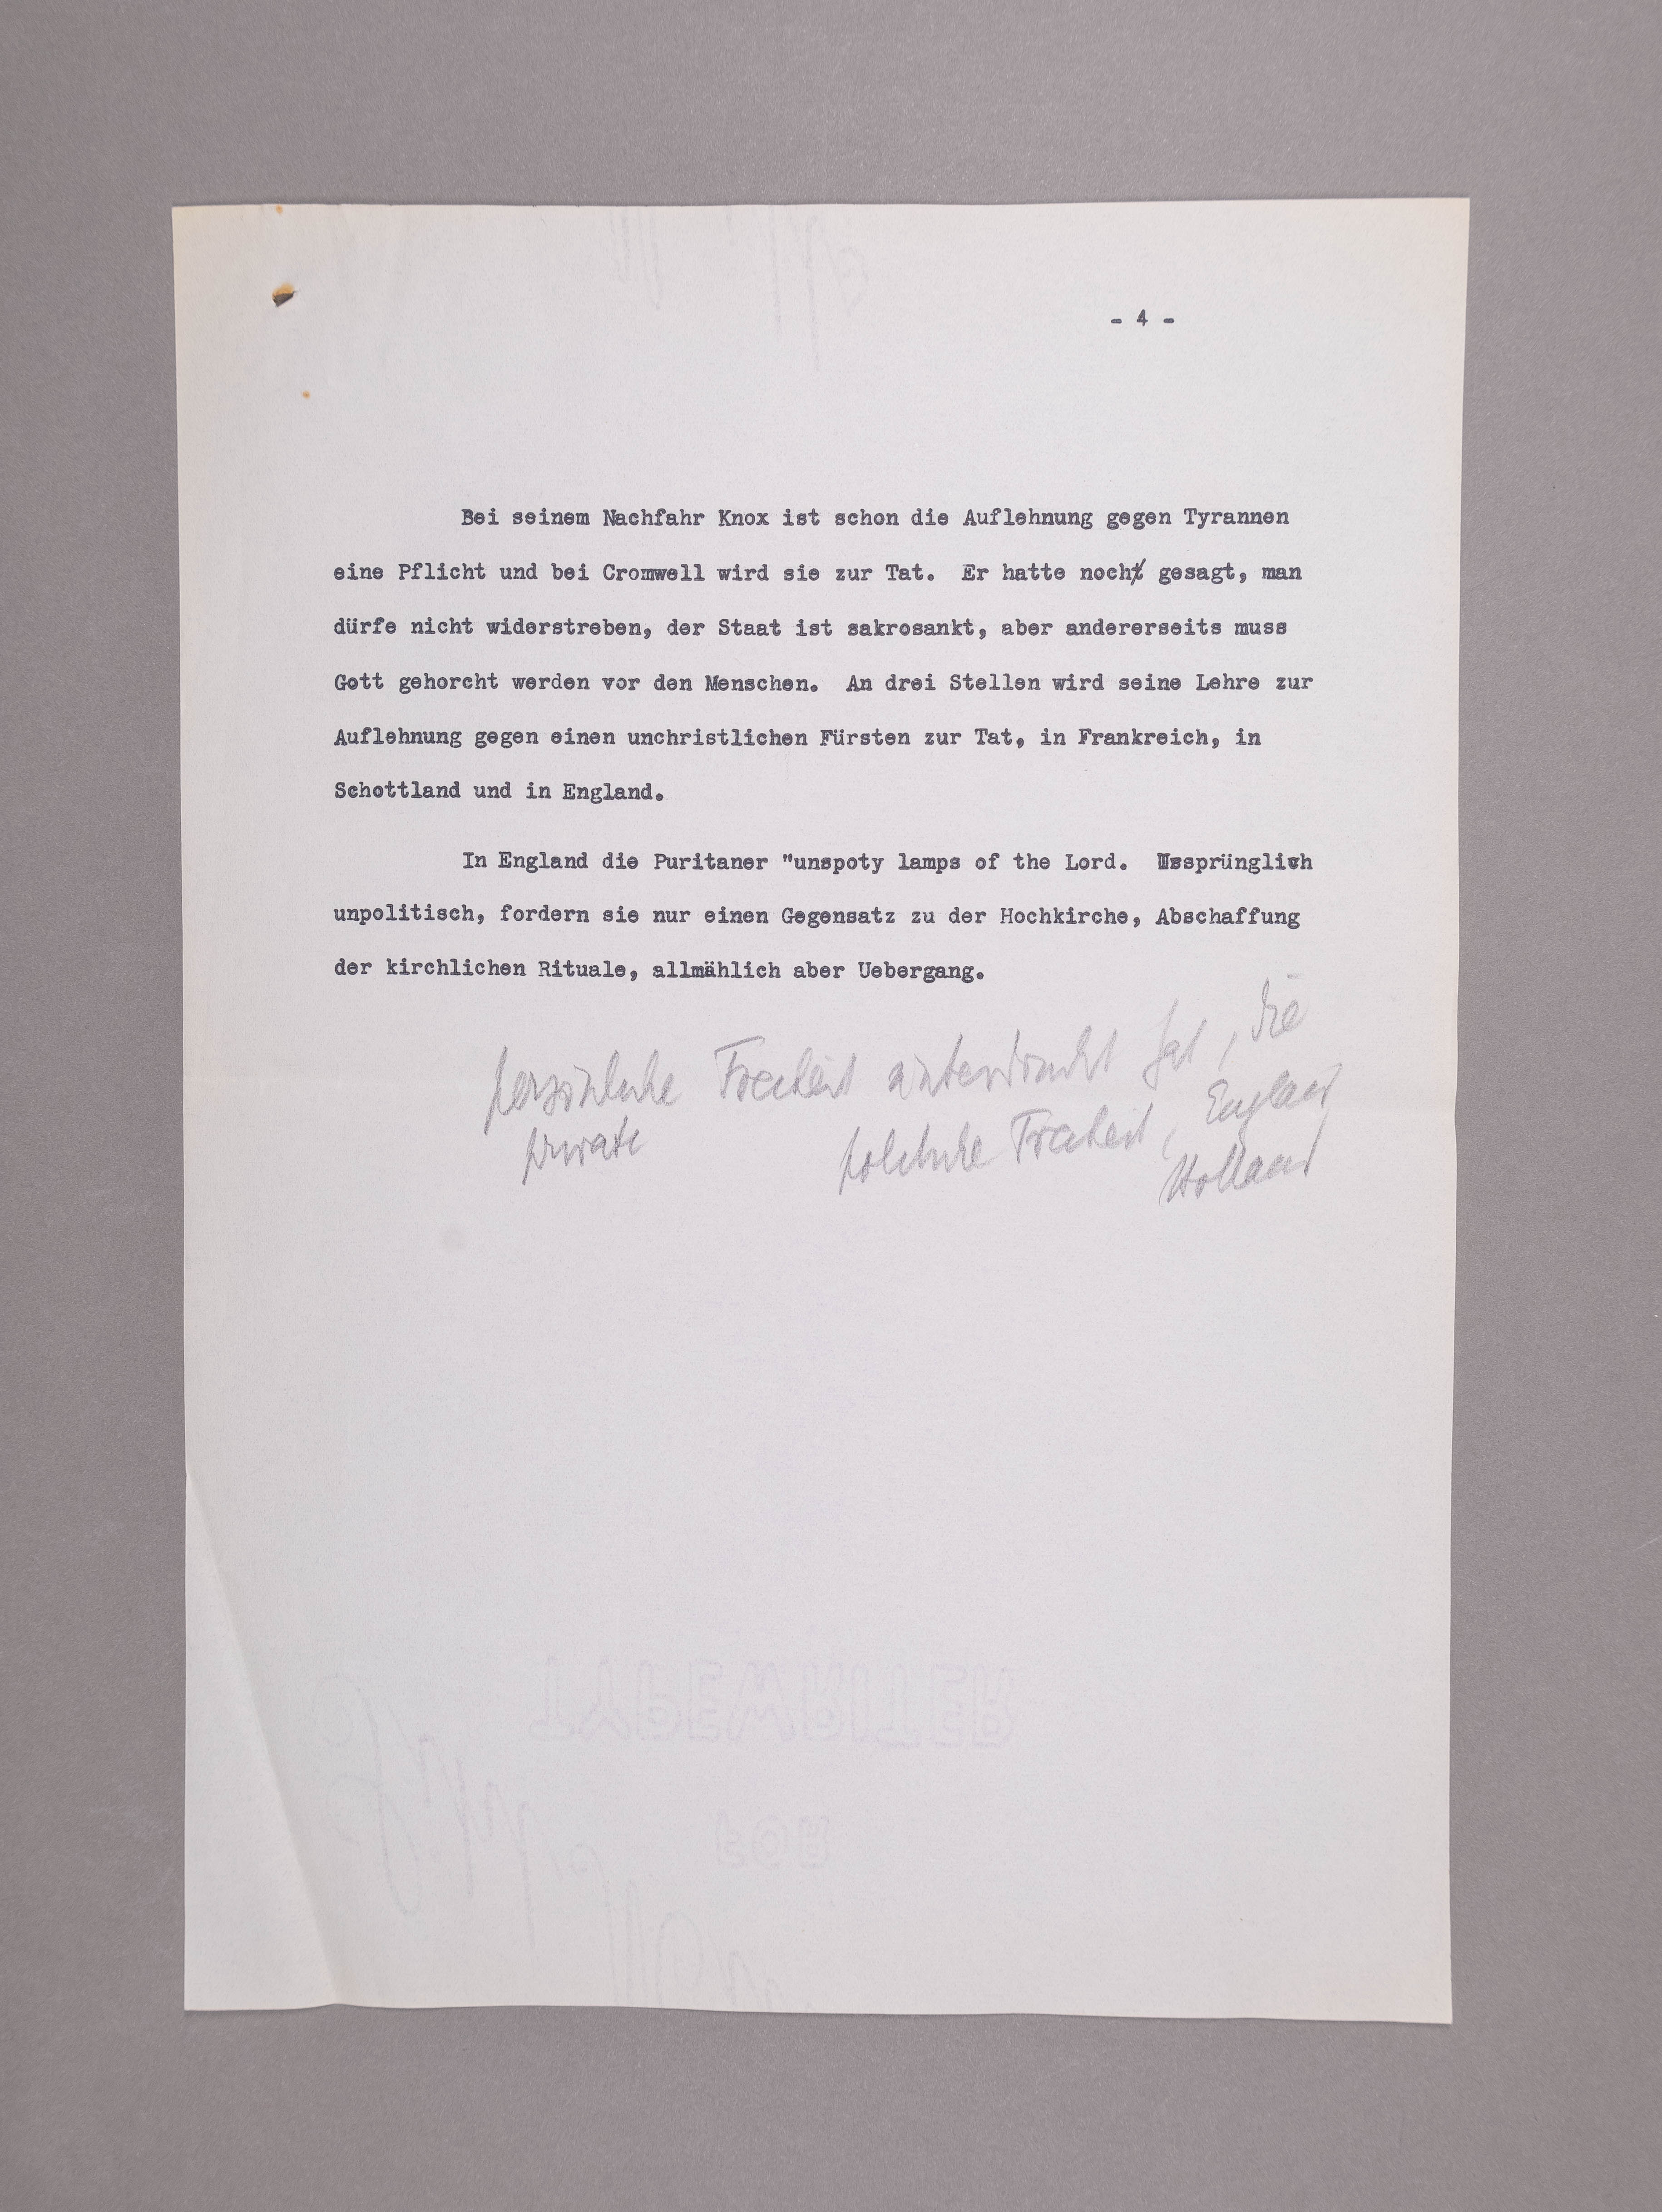 - 4 -
Bei seinem Nachfahr Knox ist schon die Auflehnung gegen Tyrannen
eine Pflicht und bei Cromwell wird sie zur Tat. Er hatte noch gesagt, man
dürfe nicht widerstreben, der Staat ist sakrosankt, aber andererseits muss
Gott gehorcht werden vor den Menschen. An drei Stellen wird seine Lehre zur
Auflehnung gegen einen unchristlichen Fürsten zur Tat, in Frankreich, in
Schottland und in England.
In England die Puritaner "unspoty lamps of the Lord. Ursprünglich
unpolitisch, fordern sie nur einen Gegensatz zu der Hochkirche, Abschaffung
der kirchlichen Rituale, allmählich aber Uebergang.
persönliche Freiheit unterdrückt hat, die
private politische Freiheit, England
Holland
TYPEWRITER
FOR